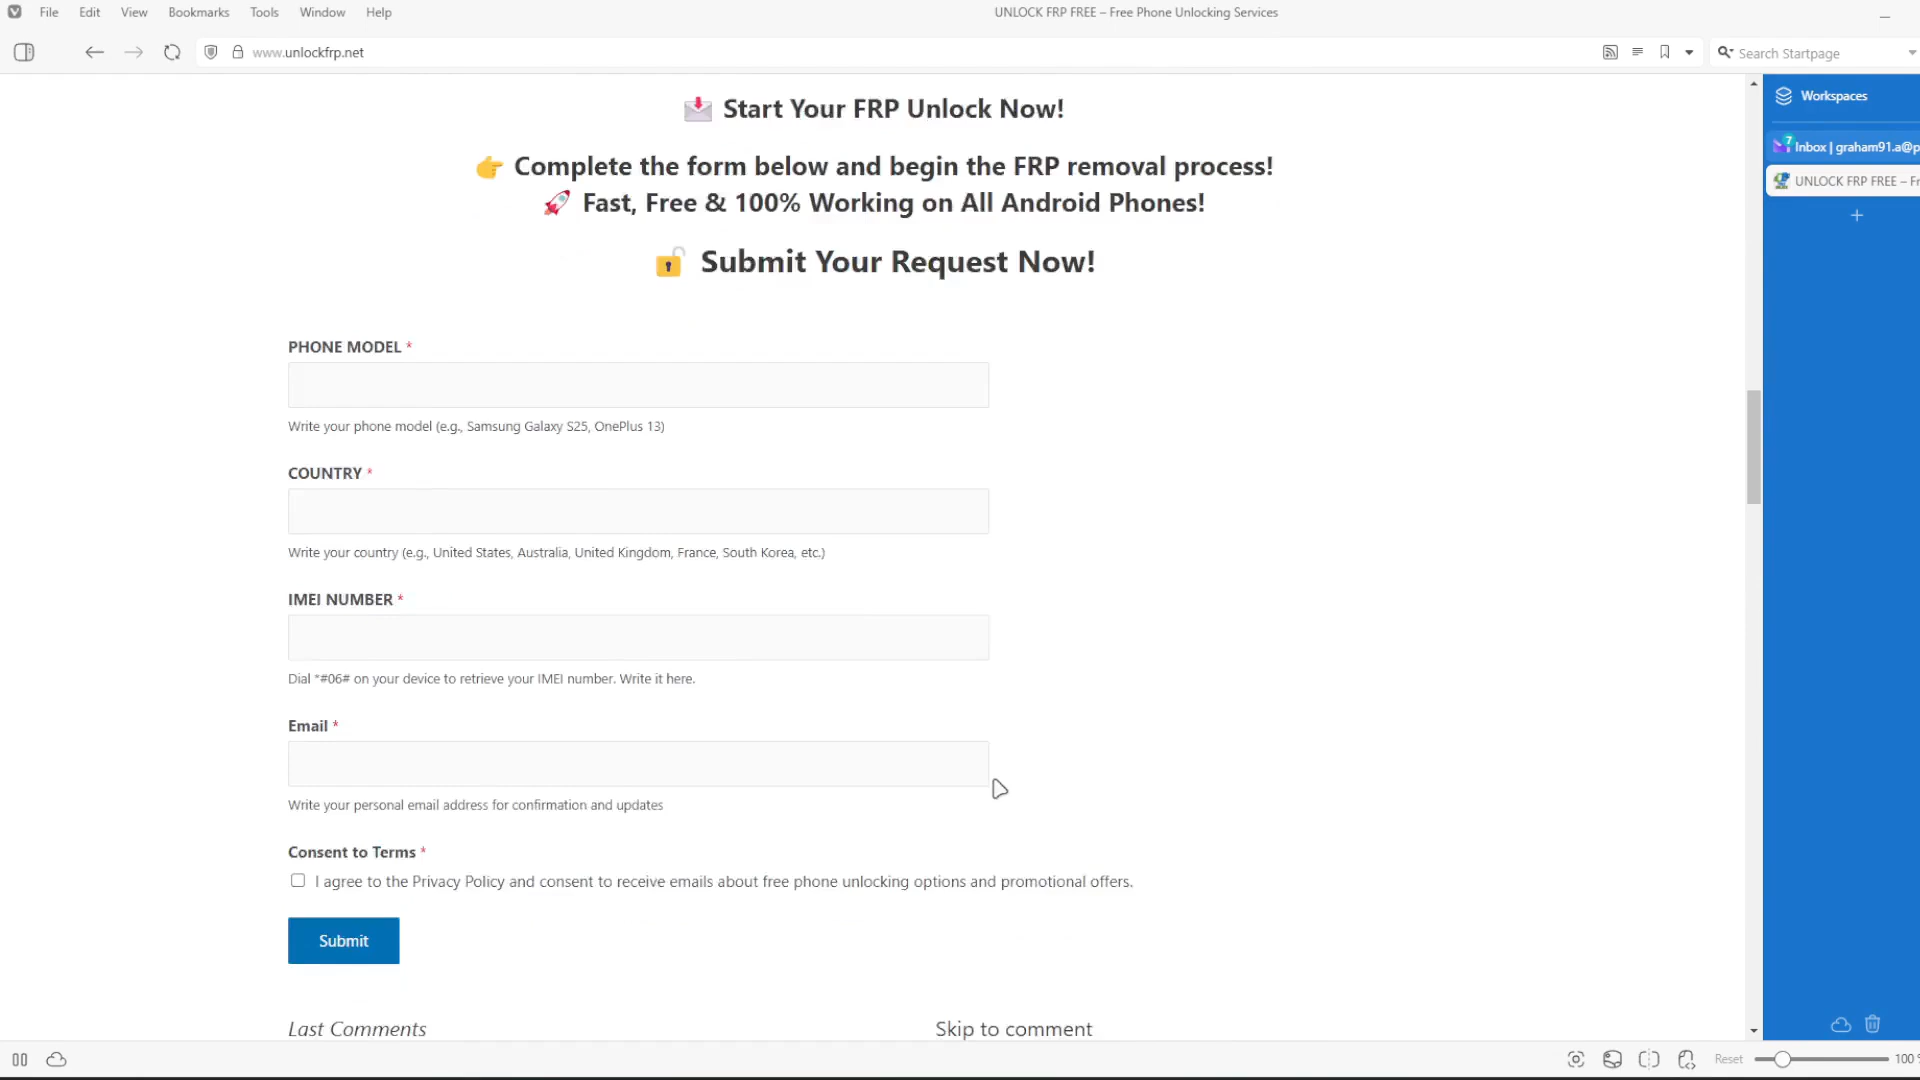 File Edit View Bookmarks Tools Window Help
UNLOCK FRP FREE – Free Phone Unlocking Services
www.unlockfrp.net
Search Startpage
Workspaces
7
Inbox | graham91.a@p
UNLOCK FRP FREE – Fr
📩 Start Your FRP Unlock Now!
👉 Complete the form below and begin the FRP removal process!
🚀 Fast, Free & 100% Working on All Android Phones!
🔓 Submit Your Request Now!
PHONE MODEL *
Write your phone model (e.g., Samsung Galaxy S25, OnePlus 13)
COUNTRY *
Write your country (e.g., United States, Australia, United Kingdom, France, South Korea, etc.)
IMEI NUMBER *
Dial *#06# on your device to retrieve your IMEI number. Write it here.
Email *
Write your personal email address for confirmation and updates
Consent to Terms *
I agree to the Privacy Policy and consent to receive emails about free phone unlocking options and promotional offers.
Submit
Last Comments
Skip to comment
Reset
100 %